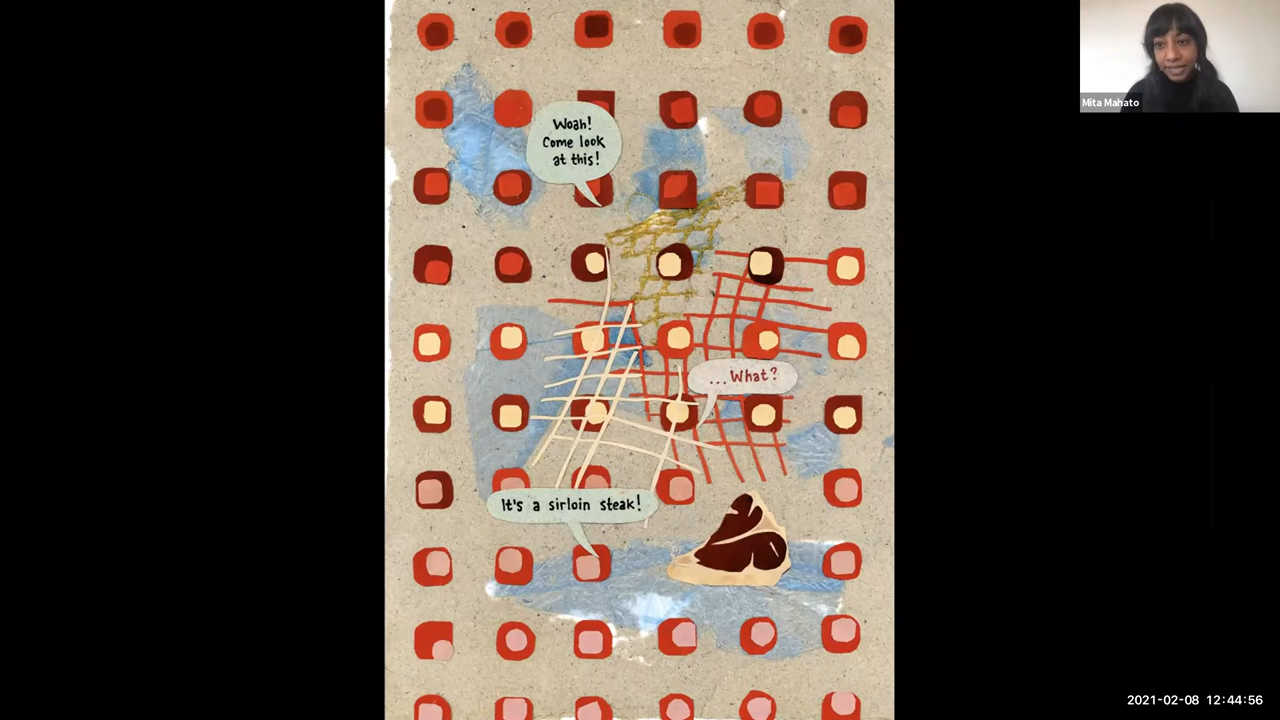 Mita Mahato
Woah!
Come look
at this!
...What?
It's a sirloin steak!
2021-02-08 12:44:56